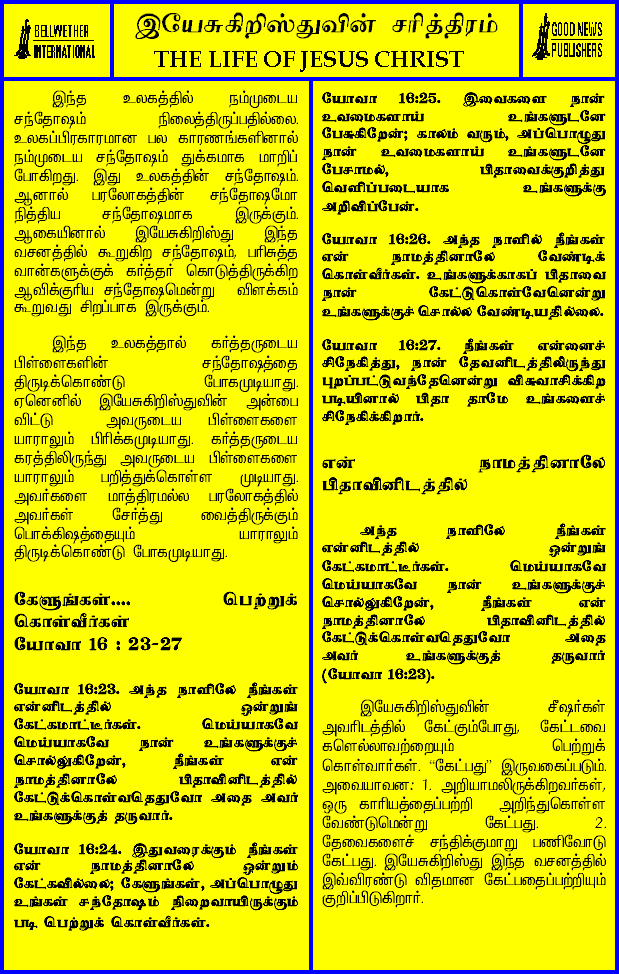 BELLWETHER
INTERNATIONAL
இயேசுகிறிஸ்துவின் சரித்திரம்
THE LIFE OF JESUS CHRIST
GOOD NEWS
PUBLISHERS
இந்த உலகத்தில் நம்முடைய
சந்தோஷம் நிலைத்திருப்பதில்லை.
உலகப்பிரகாரமான பல காரணங்களினால்
நம்முடைய சந்தோஷம் துக்கமாக மாறிப்
போகிறது. இது உலகத்தின் சந்தோஷம்.
ஆனால் பரலோகத்தின் சந்தோஷமோ
நித்திய சந்தோஷமாக இருக்கும்.
ஆகையினால் இயேசுகிறிஸ்து இந்த
வசனத்தில் கூறுகிற சந்தோஷம், பரிசுத்த
வான்களுக்குக் கர்த்தர் கொடுத்திருக்கிற
ஆவிக்குரிய சந்தோஷமென்று விளக்கம்
கூறுவது சிறப்பாக இருக்கும்.
இந்த உலகத்தால் கர்த்தருடைய
பிள்ளைகளின் சந்தோஷத்தை
திருடிக்கொண்டு போகமுடியாது.
ஏனெனில் இயேசுகிறிஸ்துவின் அன்பை
விட்டு அவருடைய பிள்ளைகளை
யாராலும் பிரிக்கமுடியாது. கர்த்தருடைய
கரத்திலிருந்து அவருடைய பிள்ளைகளை
யாராலும் பறித்துக்கொள்ள முடியாது.
அவர்களை மாத்திரமல்ல பரலோகத்தில்
அவர்கள் சேர்த்து வைத்திருக்கும்
பொக்கிஷத்தையும் யாராலும்
திருடிக்கொண்டு போகமுடியாது.
கேளுங்கள்.... பெற்றுக்
கொள்வீர்கள்
யோவா 16 : 23-27
யோவா 16:23. அந்த நாளிலே நீங்கள்
என்னிடத்தில் ஒன்றுங்
கேட்கமாட்டீர்கள். மெய்யாகவே
மெய்யாகவே நான் உங்களுக்குச்
சொல்லுகிறேன், நீங்கள் என்
நாமத்தினாலே பிதாவினிடத்தில்
கேட்டுக்கொள்வதெதுவோ அதை அவர்
உங்களுக்குத் தருவார்.
யோவா 16:24. இதுவரைக்கும் நீங்கள்
என் நாமத்தினாலே ஒன்றும்
கேட்கவில்லை; கேளுங்கள், அப்பொழுது
உங்கள் சந்தோஷம் நிறைவாயிருக்கும்
படி பெற்றுக் கொள்வீர்கள்.
யோவா 16:25. இவைகளை நான்
உவமைகளாய் உங்களுடனே
பேசுகிறேன்; காலம் வரும், அப்பொழுது
நான் உவமைகளாய் உங்களுடனே
பேசாமல், பிதாவைக்குறித்து
வெளிப்படையாக உங்களுக்கு
அறிவிப்பேன்.
யோவா 16:26. அந்த நாளில் நீங்கள்
என் நாமத்தினாலே வேண்டிக்
கொள்வீர்கள். உங்களுக்காகப் பிதாவை
நான் கேட்டுகொள்வேனென்று
உங்களுக்குச் சொல்ல வேண்டியதில்லை.
யோவா 16:27. நீங்கள் என்னைச்
சிநேகித்து, நான் தேவனிடத்திலிருந்து
புறப்பட்டுவந்தேனென்று விசுவாசிக்கிற
படியினால் பிதா தாமே உங்களைச்
சிநேகிக்கிறார்.
என் நாமத்தினாலே
பிதாவினிடத்தில்
அந்த நாளிலே நீங்கள்
என்னிடத்தில் ஒன்றுங்
கேட்கமாட்டீர்கள். மெய்யாகவே
மெய்யாகவே நான் உங்களுக்குச்
சொல்லுகிறேன், நீங்கள் என்
நாமத்தினாலே பிதாவினிடத்தில்
கேட்டுக்கொள்வதெதுவோ அதை
அவர் உங்களுக்குத் தருவார்
(யோவா 16:23).
இயேசுகிறிஸ்துவின் சீஷர்கள்
அவரிடத்தில் கேட்கும்போது, கேட்டவை
களெல்லாவற்றையும் பெற்றுக்
கொள்வார்கள். “கேட்பது” இருவகைப்படும்.
அவையாவன: 1. அறியாமலிருக்கிறவர்கள்,
ஒரு காரியத்தைப்பற்றி அறிந்துகொள்ள
வேண்டுமென்று கேட்பது. 2.
தேவைகளைச் சந்திக்குமாறு பணிவோடு
கேட்பது. இயேசுகிறிஸ்து இந்த வசனத்தில்
இவ்விரண்டு விதமான கேட்பதைப்பற்றியும்
குறிப்பிடுகிறார்.